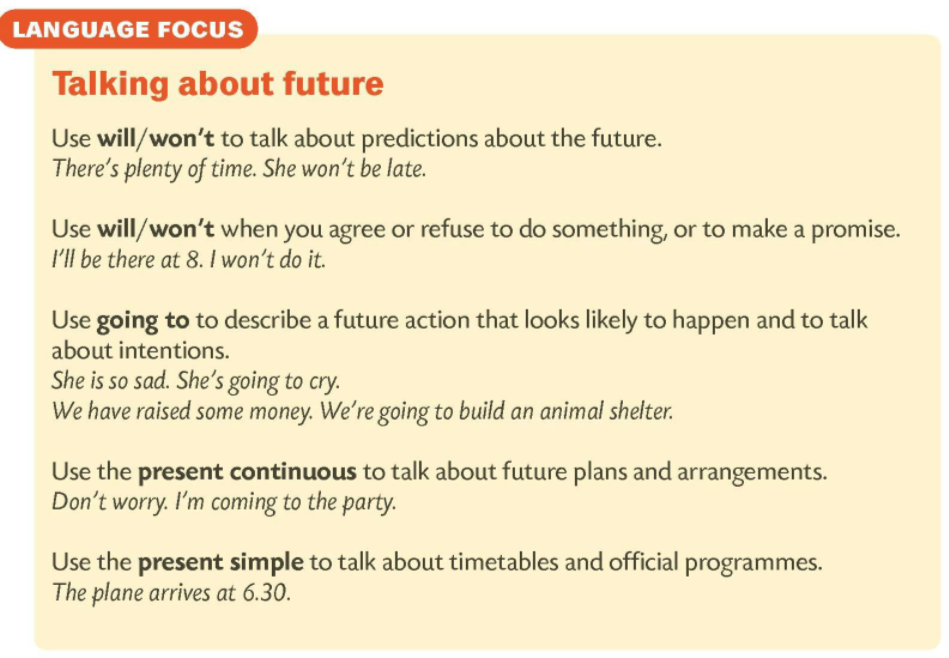 LANGUAGE FOCUS
Talking about future
Use will/won't to talk about predictions about the future.
There's plenty of time. She won't be late.
Use will/won't when you agree or refuse to do something, or to make a promise.
I'll be there at 8. I won't do it.
Use going to to describe a future action that looks likely to happen and to talk
about intentions.
She is so sad. She's going to cry.
We have raised some money. We're going to build an animal shelter.
Use the present continuous to talk about future plans and arrangements.
Don't worry. I'm coming to the party.
Use the present simple to talk about timetables and official programmes.
The plane arrives at 6.30.